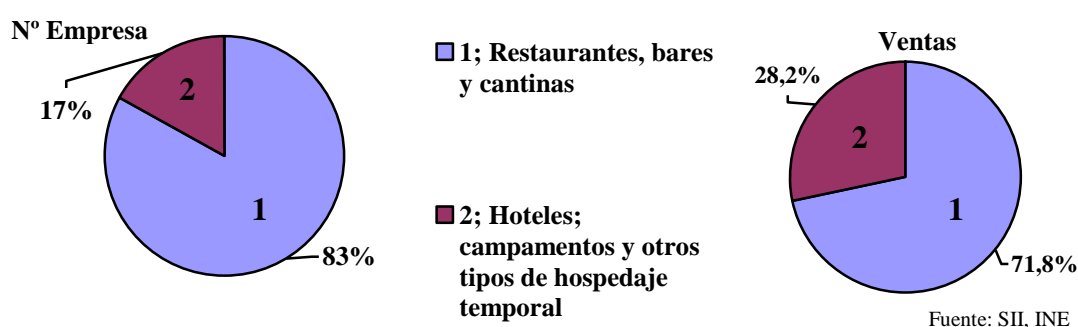 Nº Empresa
17%
2
1
83%
1; Restaurantes, bares
y cantinas
2; Hoteles;
campamentos y otros
tipos de hospedaje
temporal
Ventas
28,2%
2
1
71,8%
Fuente: SII, INE